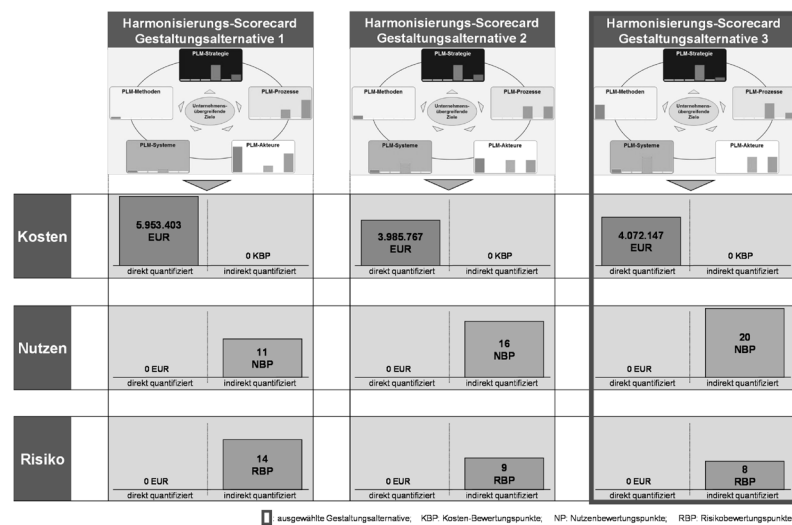 Harmonisierungs-Scorecard
Gestaltungsalternative 1
PLM-Strategie
PLM-Methoden
PLM-Prozesse
Unternehmens-
übergreifende
Ziele
PLM-Systeme
PLM-Akteure
Harmonisierungs-Scorecard
Gestaltungsalternative 2
PLM-Strategie
PLM-Methoden
PLM-Prozesse
Unternehmens-
übergreifende
Ziele
PLM-Systeme
PLM-Akteure
Harmonisierungs-Scorecard
Gestaltungsalternative 3
PLM-Strategie
PLM-Methoden
PLM-Prozesse
Unternehmens-
übergreifende
Ziele
PLM-Systeme
PLM-Akteure
Kosten
5.953.403
EUR
0 KBP
direkt quantifiziert
indirekt quantifiziert
3.985.767
EUR
0 KBP
direkt quantifiziert
indirekt quantifiziert
4.072.147
EUR
0 KBP
direkt quantifiziert
indirekt quantifiziert
Nutzen
0 EUR
11
NBP
direkt quantifiziert
indirekt quantifiziert
0 EUR
16
NBP
direkt quantifiziert
indirekt quantifiziert
0 EUR
20
NBP
direkt quantifiziert
indirekt quantifiziert
Risiko
0 EUR
14
RBP
direkt quantifiziert
indirekt quantifiziert
0 EUR
9
RBP
direkt quantifiziert
indirekt quantifiziert
0 EUR
8
RBP
direkt quantifiziert
indirekt quantifiziert
: ausgewählte Gestaltungsalternative; KBP: Kosten-Bewertungspunkte; NP: Nutzenbewertungspunkte; RBP: Risikobewertungspunkte